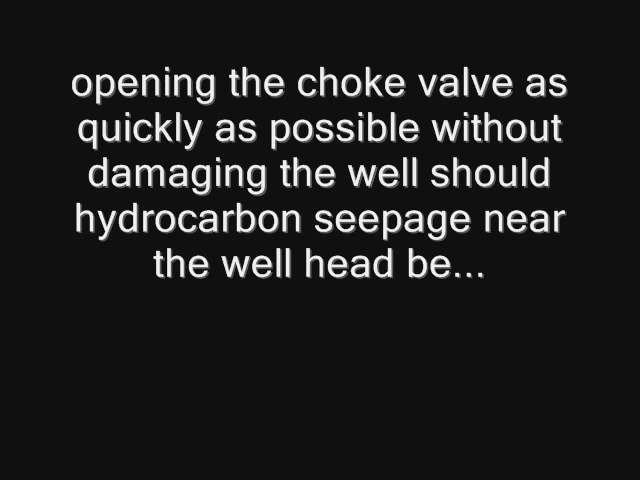 opening the choke valve as
quickly as possible without
damaging the well should
hydrocarbon seepage near
the well head be...